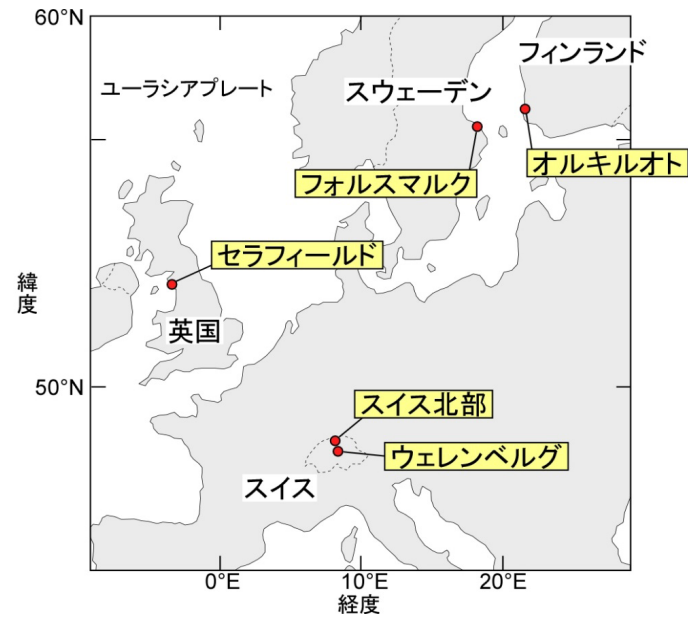 60°N
フィンランド
ユーラシアプレート
スウェーデン
オルキルオト
フォルスマルク
セラフィールド
緯度
英国
50°N
スイス北部
ウェレンベルグ
スイス
0°E
10°E
20°E
経度